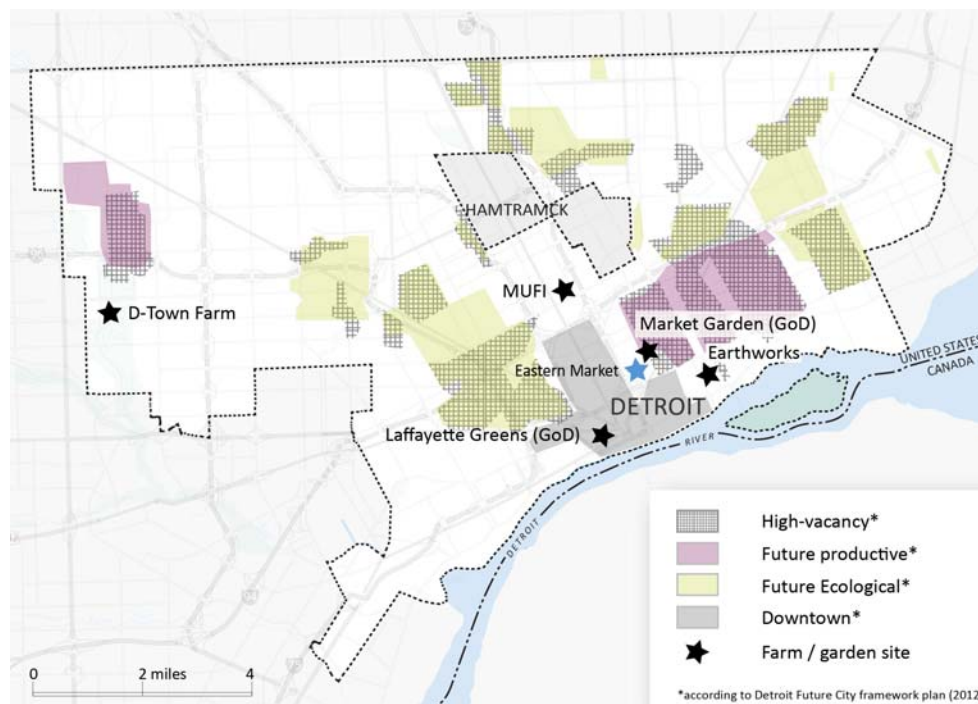 HAMTRAMCK
MUFI
D-Town Farm
Market Garden (GoD)
Eastern Market
Earthworks
UNITED STATES
CANADA
DETROIT
Laffayette Greens (GoD)
RIVER
DETROIT
High-vacancy*
Future productive*
Future Ecological*
Downtown*
Farm / garden site
0 2 miles 4
*according to Detroit Future City framework plan (2012